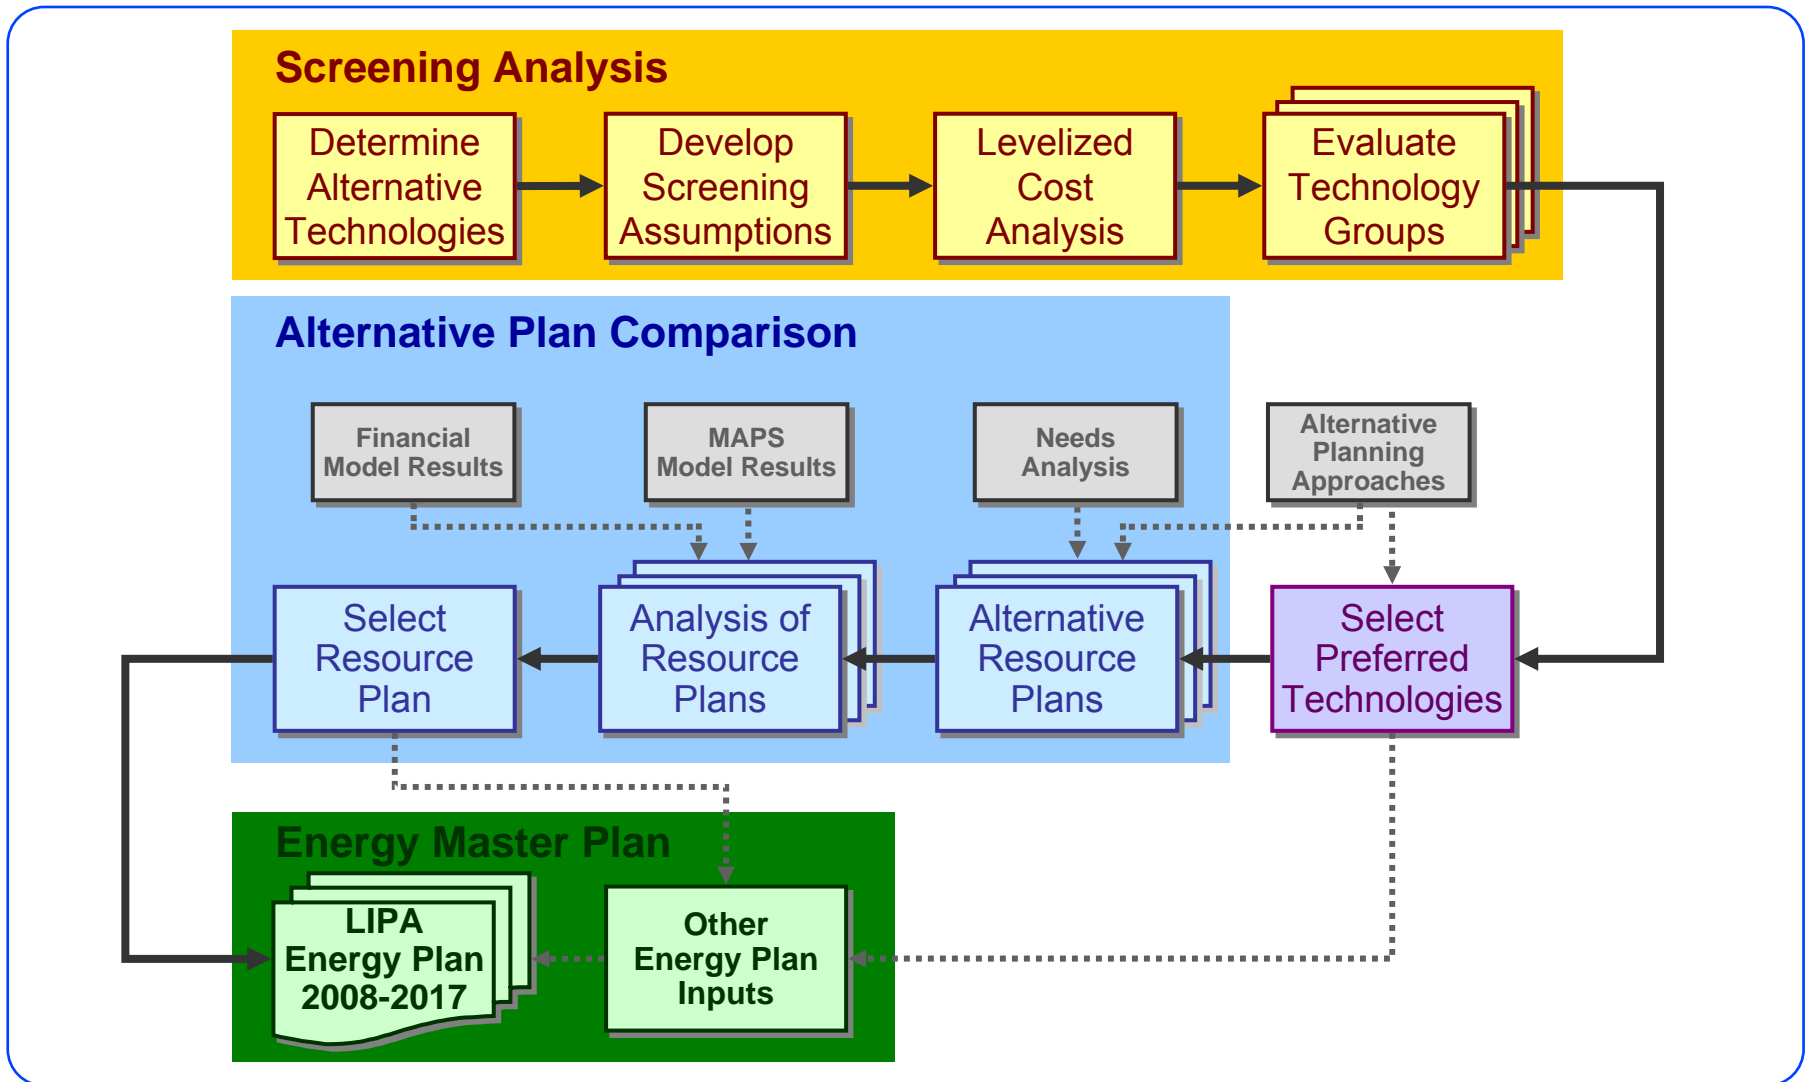 Screening Analysis
Determine
Alternative
Technologies
Develop
Screening
Assumptions
Levelized
Cost
Analysis
Evaluate
Technology
Groups
Alternative Plan Comparison
Financial
Model Results
MAPS
Model Results
Needs
Analysis
Alternative
Planning
Approaches
Select
Resource
Plan
Analysis of
Resource
Plans
Alternative
Resource
Plans
Select
Preferred
Technologies
Energy Master Plan
LIPA
Energy Plan
2008-2017
Other
Energy Plan
Inputs